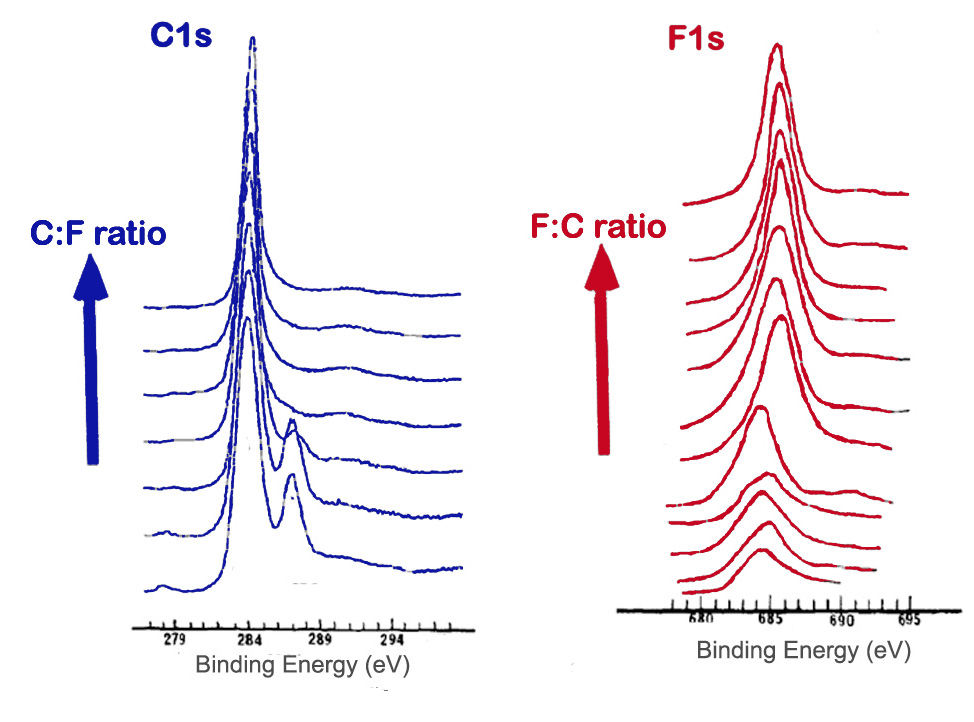 C1s
F1s
C:F ratio
F:C ratio
279 284 289 294
680 685 690 695
Binding Energy (eV)
Binding Energy (eV)